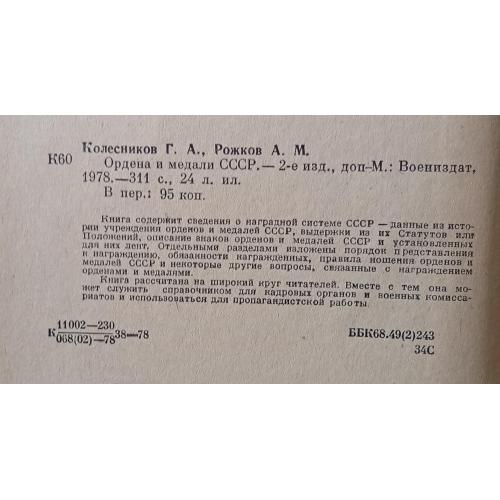 Колесников Г. А., Рожков А. М.
К60 Ордена и медали СССР.— 2-е изд., доп–М.: Воениздат,
1978.—311 с., 24 л. ил.
В пер.: 95 коп.
Книга содержит сведения о наградной системе СССР — данные из исто-
рии учреждения орденов и медалей СССР, выдержки из их Статутов или
Положений, описание знаков орденов и медалей СССР и установленных
для них лент. Отдельными разделами изложены порядок представления
к награждению, обязанности награжденных, правила ношения орденов и
медалей СССР и некоторые другие вопросы, связанные с награждением
орденами и медалями.
Книга рассчитана на широкий круг читателей. Вместе с тем она мо-
жет служить справочником для кадровых органов и военных комисса-
риатов и использоваться для пропагандистской работы.
11002—230
К 38—78
068(02)—78
ББК68.49(2)243
34С